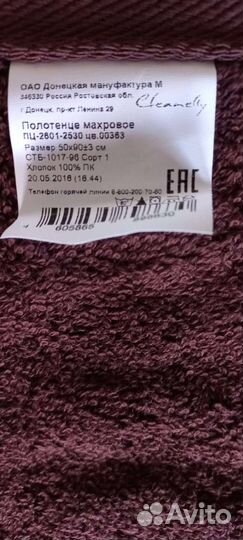 ОАО Донецкая мануфактура М
346330 Россия Ростовская обл.
г.Донецк, пр-кт Ленина 29
Cleanelly
Полотенце махровое
ПЦ-2601-2530 цв.00363
Размер 50х90±3 см
СТБ-1017-96 Сорт 1
Хлопок 100% ПК
20.05.2016 (16.44)
EAC
Телефон горячей линии 8-800-200-70-60
4 605865
Avito